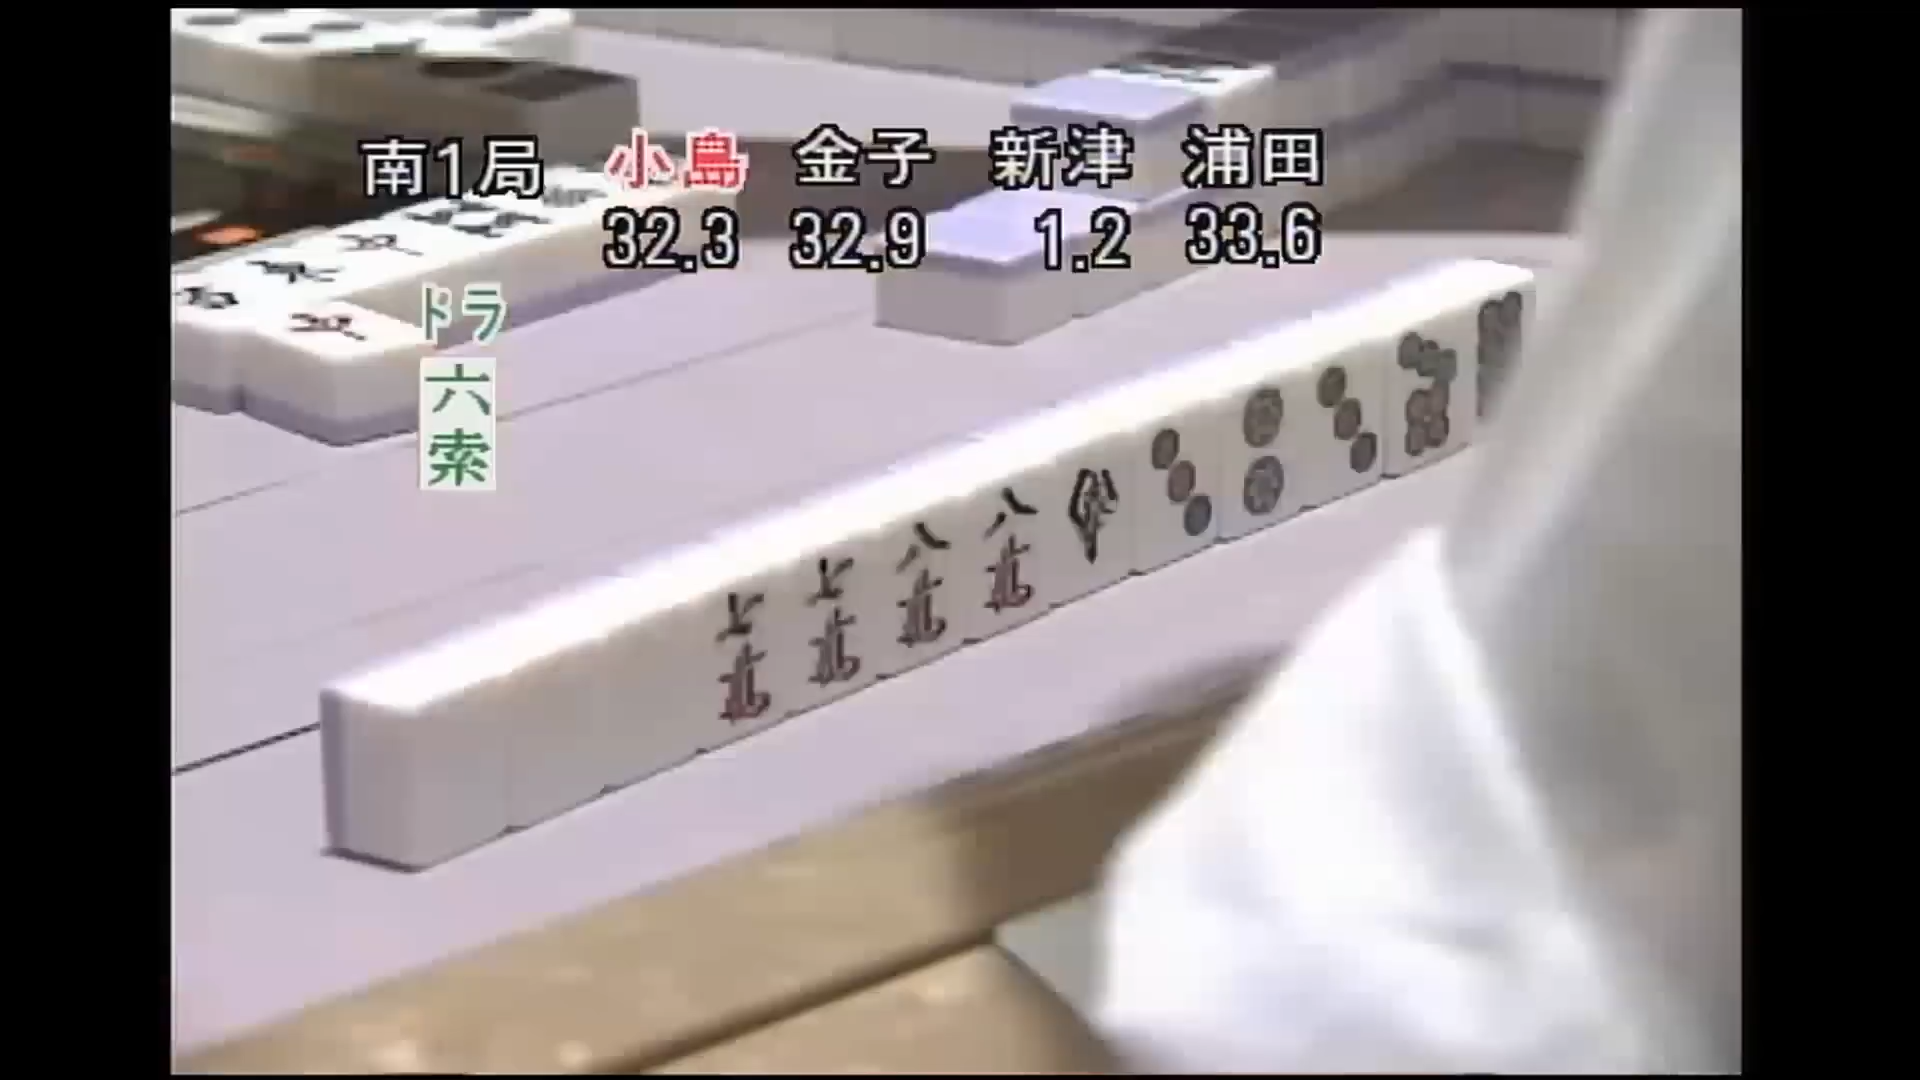 南1局 小島 金子 新津 浦田
32.3 32.9 1.2 33.6
ドラ
六
索
七萬 七萬 八萬 八萬